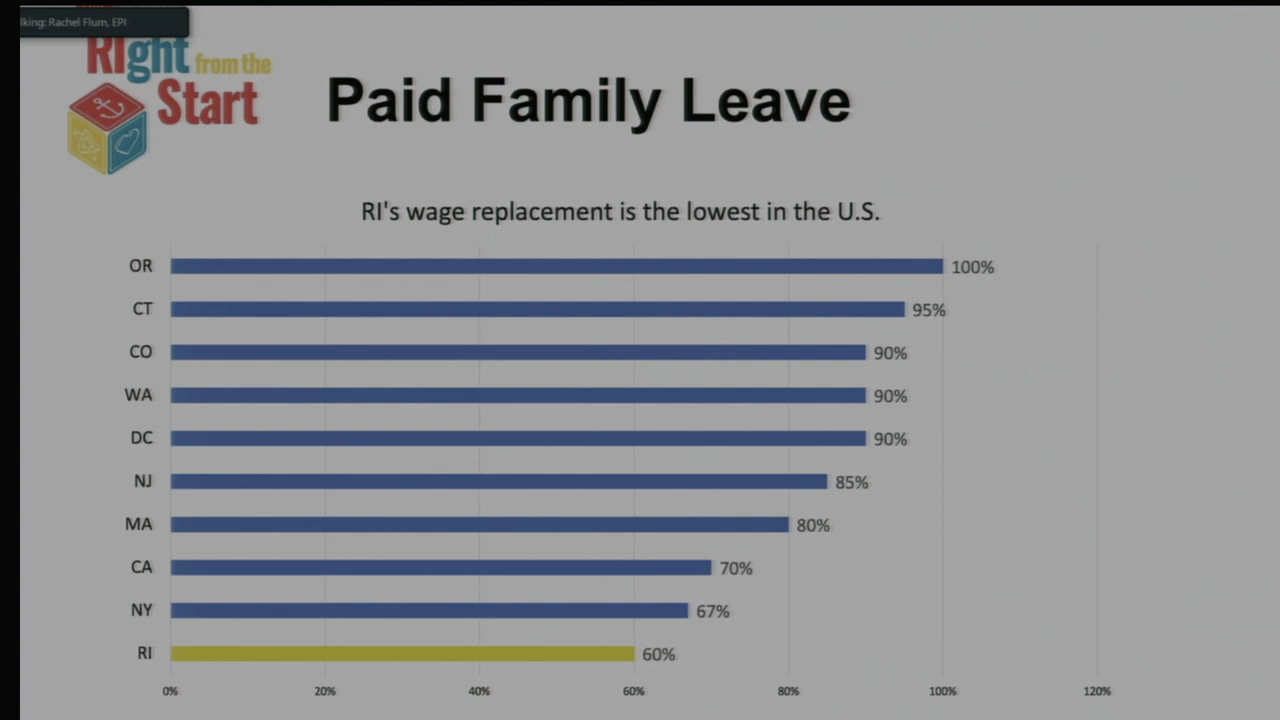 lking: Rachel Flum, EPI
RIght from the
Start
Paid Family Leave
RI's wage replacement is the lowest in the U.S.
OR 100%
CT 95%
CO 90%
WA 90%
DC 90%
NJ 85%
MA 80%
CA 70%
NY 67%
RI 60%
0% 20% 40% 60% 80% 100% 120%